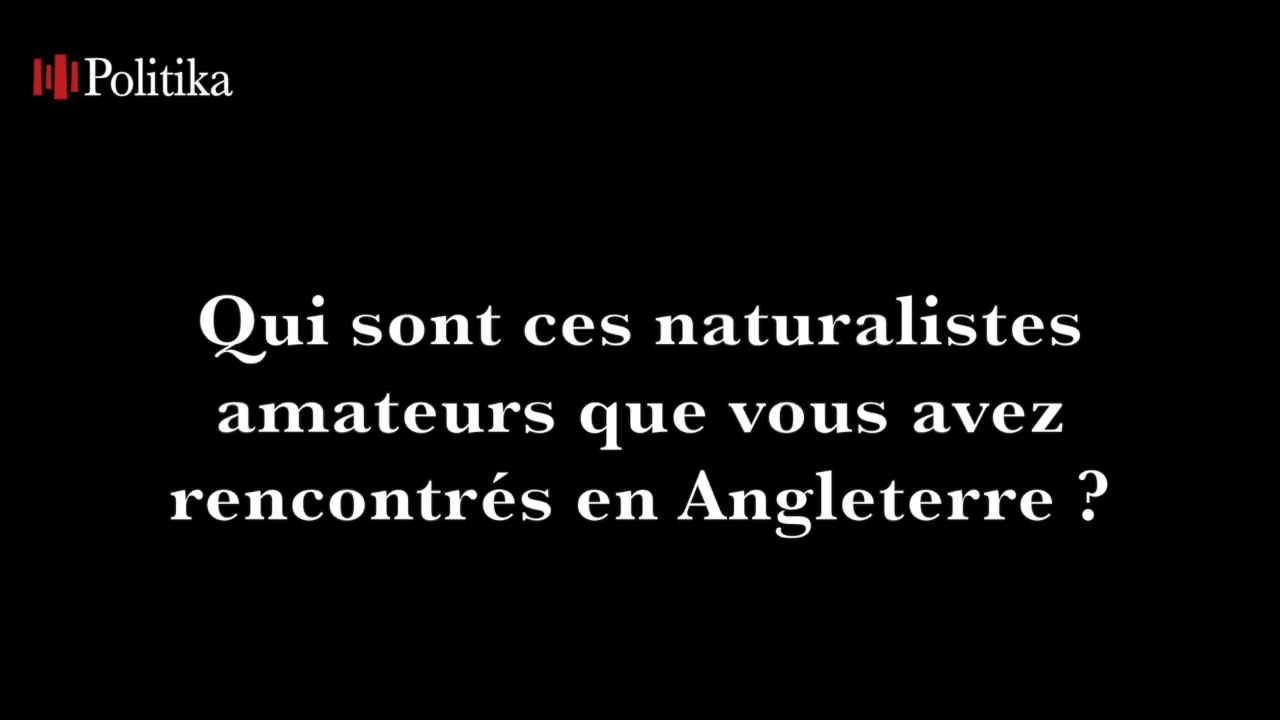 Politika
Qui sont ces naturalistes
amateurs que vous avez
rencontrés en Angleterre ?